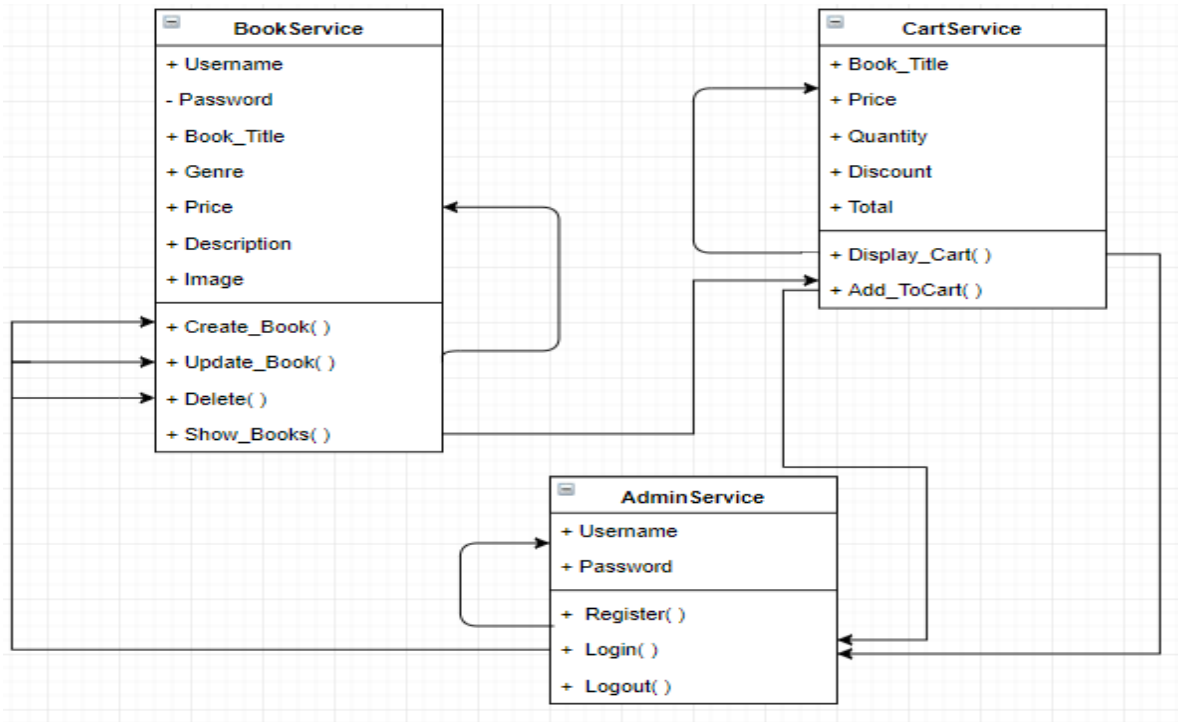 BookService
+ Username
- Password
+ Book_Title
+ Genre
+ Price
+ Description
+ Image
+ Create_Book( )
+ Update_Book( )
+ Delete( )
+ Show_Books( )
CartService
+ Book_Title
+ Price
+ Quantity
+ Discount
+ Total
+ Display_Cart( )
+ Add_ToCart( )
AdminService
+ Username
+ Password
+ Register( )
+ Login( )
+ Logout( )